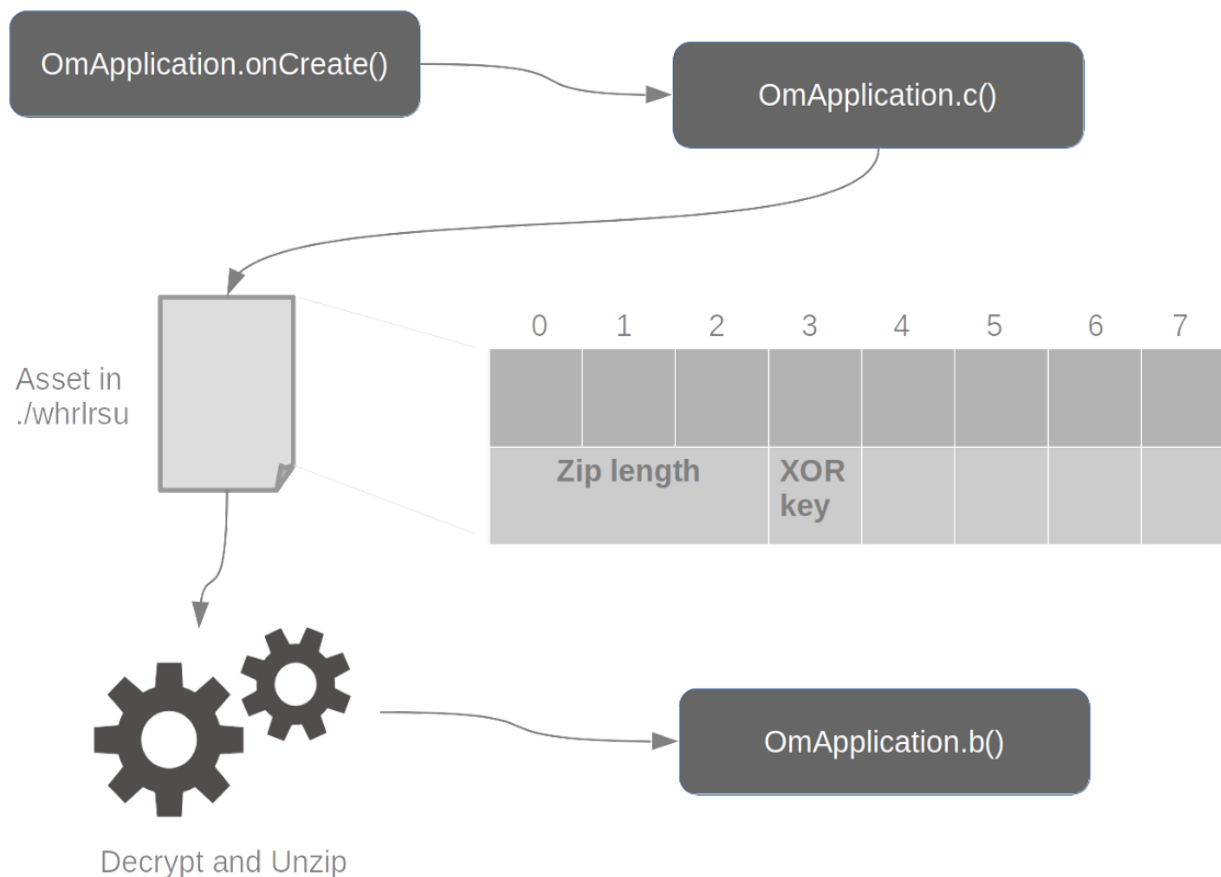 OmApplication.onCreate()
OmApplication.c()
0 1 2 3 4 5 6 7
Asset in
./whrlrsu
Zip length
XOR
key
OmApplication.b()
Decrypt and Unzip